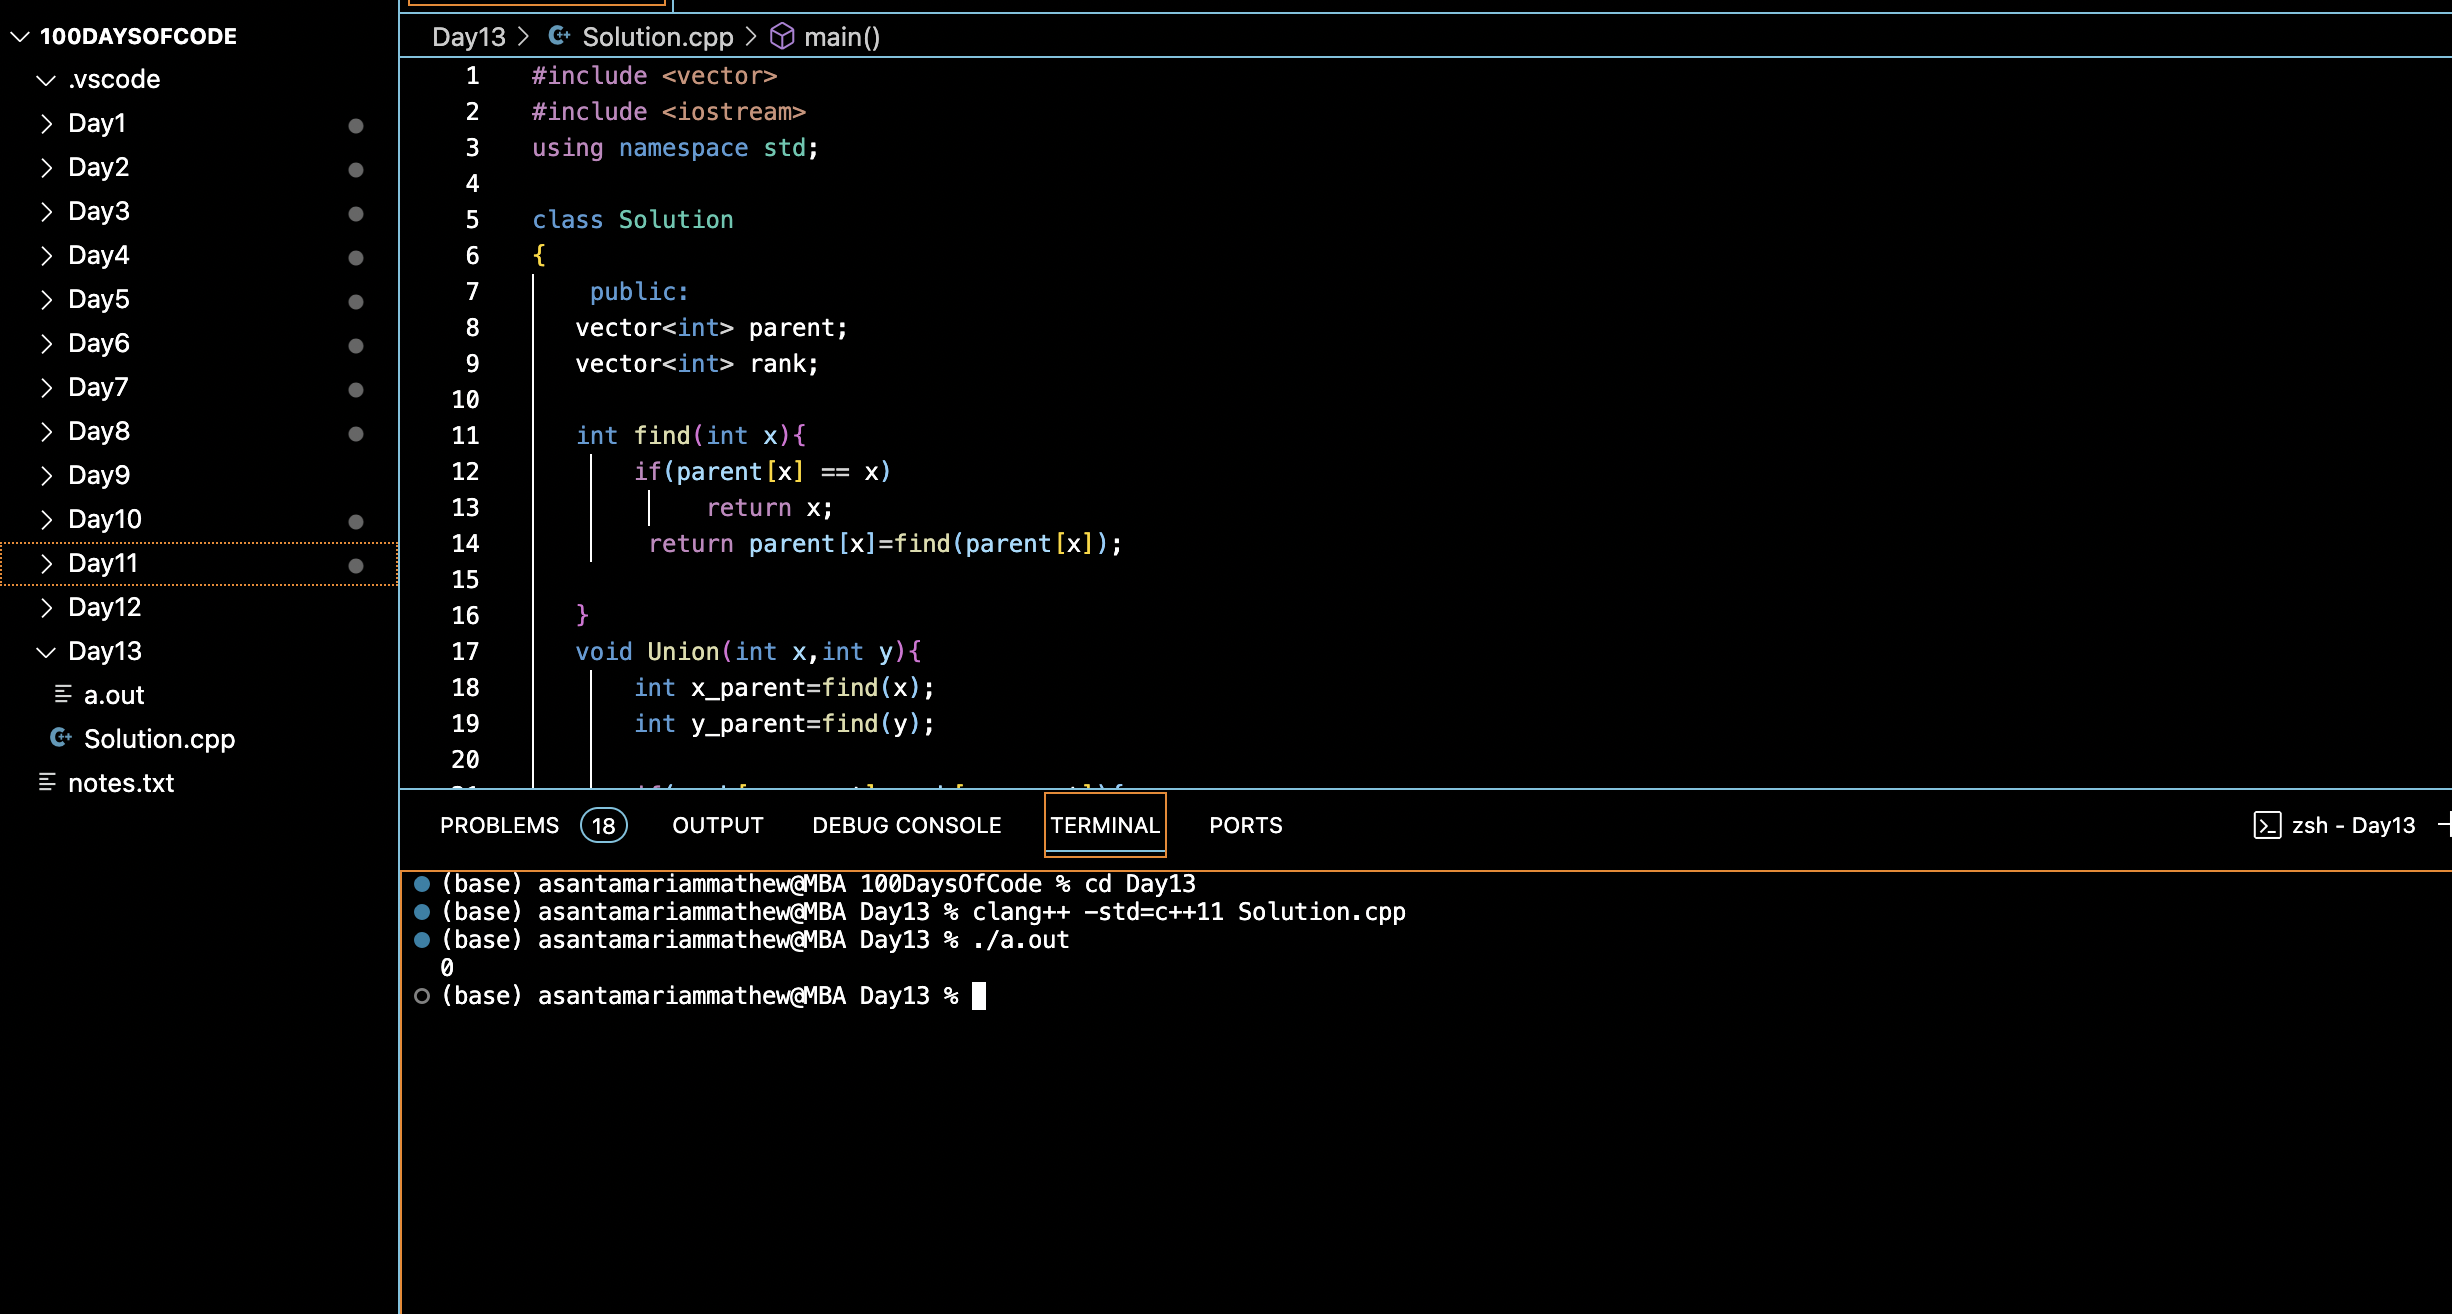 100DAYSOFCODE
.vscode
Day1
Day2
Day3
Day4
Day5
Day6
Day7
Day8
Day9
Day10
Day11
Day12
Day13
a.out
Solution.cpp
notes.txt
Day13 > Solution.cpp > main()
1 #include <vector>
2 #include <iostream>
3 using namespace std;
4
5 class Solution
6 {
7 public:
8 vector<int> parent;
9 vector<int> rank;
10
11 int find(int x){
12 if(parent[x] == x)
13 return x;
14 return parent[x]=find(parent[x]);
15
16 }
17 void Union(int x,int y){
18 int x_parent=find(x);
19 int y_parent=find(y);
20
PROBLEMS 18 OUTPUT DEBUG CONSOLE TERMINAL PORTS zsh - Day13
(base) asantamariammathew@MBA 100DaysOfCode % cd Day13
(base) asantamariammathew@MBA Day13 % clang++ -std=c++11 Solution.cpp
(base) asantamariammathew@MBA Day13 % ./a.out
0
(base) asantamariammathew@MBA Day13 %